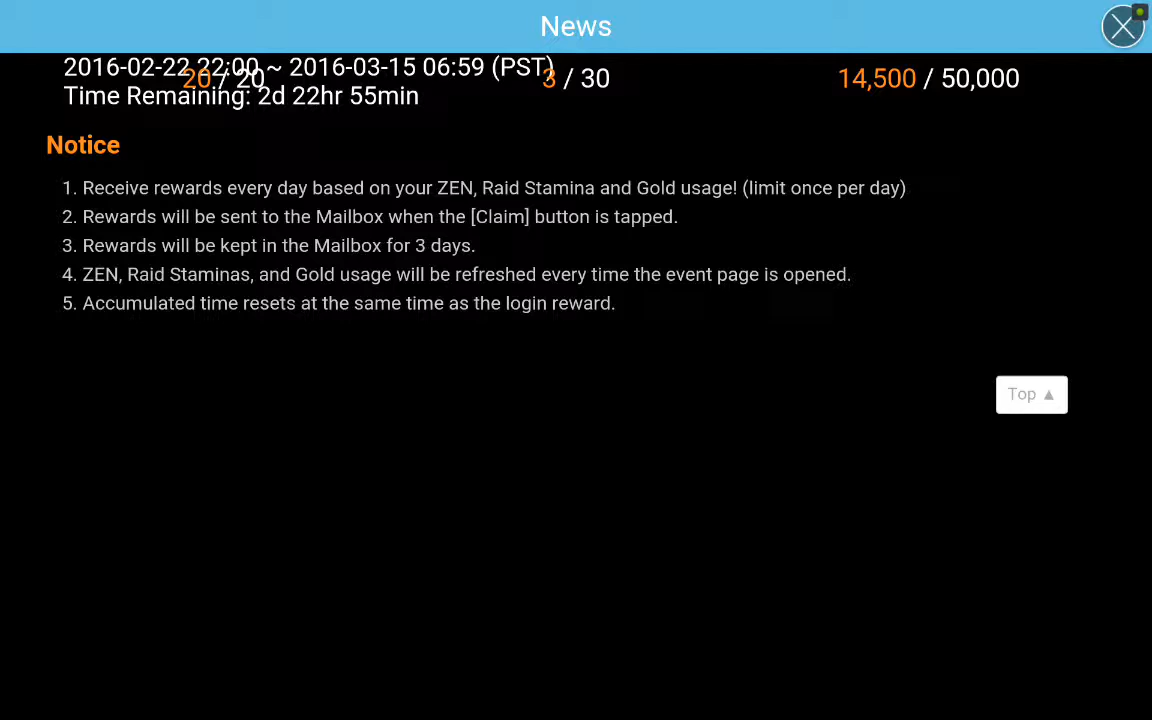 News
2016-02-22 22:00 ~ 2016-03-15 06:59 (PST)
20 / 20
3 / 30
14,500 / 50,000
Time Remaining: 2d 22hr 55min
Notice
1. Receive rewards every day based on your ZEN, Raid Stamina and Gold usage! (limit once per day)
2. Rewards will be sent to the Mailbox when the [Claim] button is tapped.
3. Rewards will be kept in the Mailbox for 3 days.
4. ZEN, Raid Staminas, and Gold usage will be refreshed every time the event page is opened.
5. Accumulated time resets at the same time as the login reward.
Top ▲